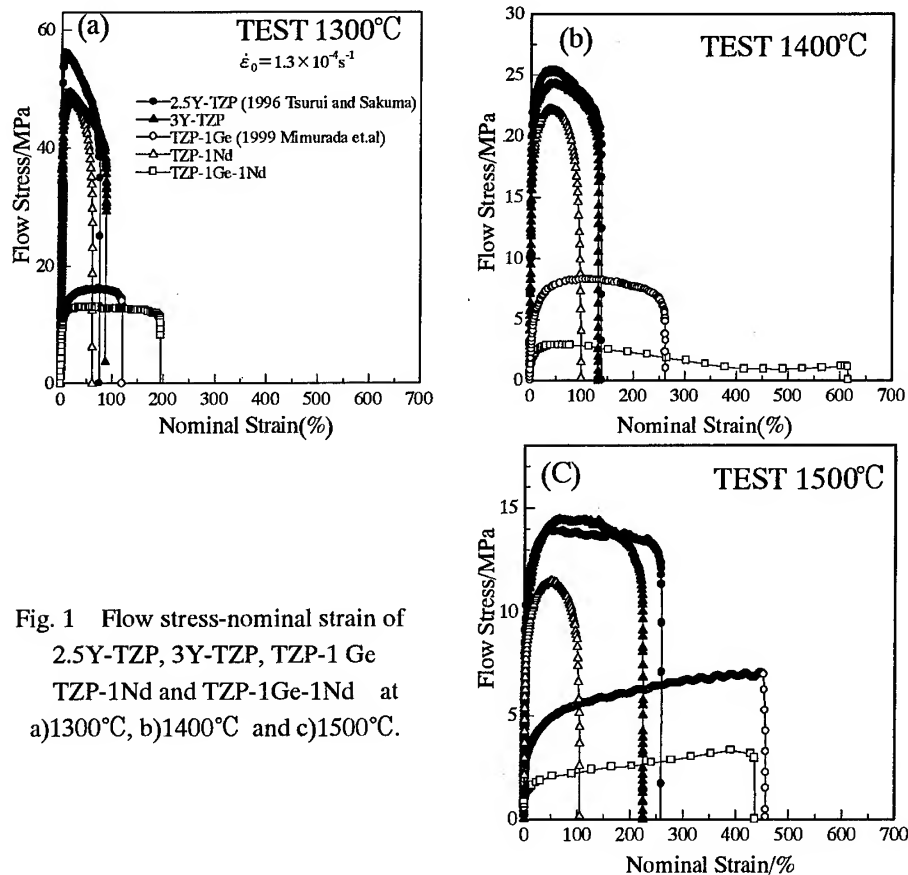 (a)
TEST 1300℃
ε̇₀=1.3×10⁻⁴s⁻¹
2.5Y-TZP (1996 Tsurui and Sakuma)
3Y-TZP
TZP-1Ge (1999 Mimurada et.al)
TZP-1Nd
TZP-1Ge-1Nd
Flow Stress/MPa
60
40
20
0
0 100 200 300 400 500 600 700
Nominal Strain(%)
(b)
TEST 1400℃
Flow Stress/MPa
30
25
20
15
10
5
0
0 100 200 300 400 500 600 700
Nominal Strain(%)
(C)
TEST 1500℃
Flow Stress/MPa
15
10
5
0
0 100 200 300 400 500 600 700
Nominal Strain/%
Fig. 1 Flow stress-nominal strain of
2.5Y-TZP, 3Y-TZP, TZP-1 Ge
TZP-1Nd and TZP-1Ge-1Nd at
a)1300℃, b)1400℃ and c)1500℃.